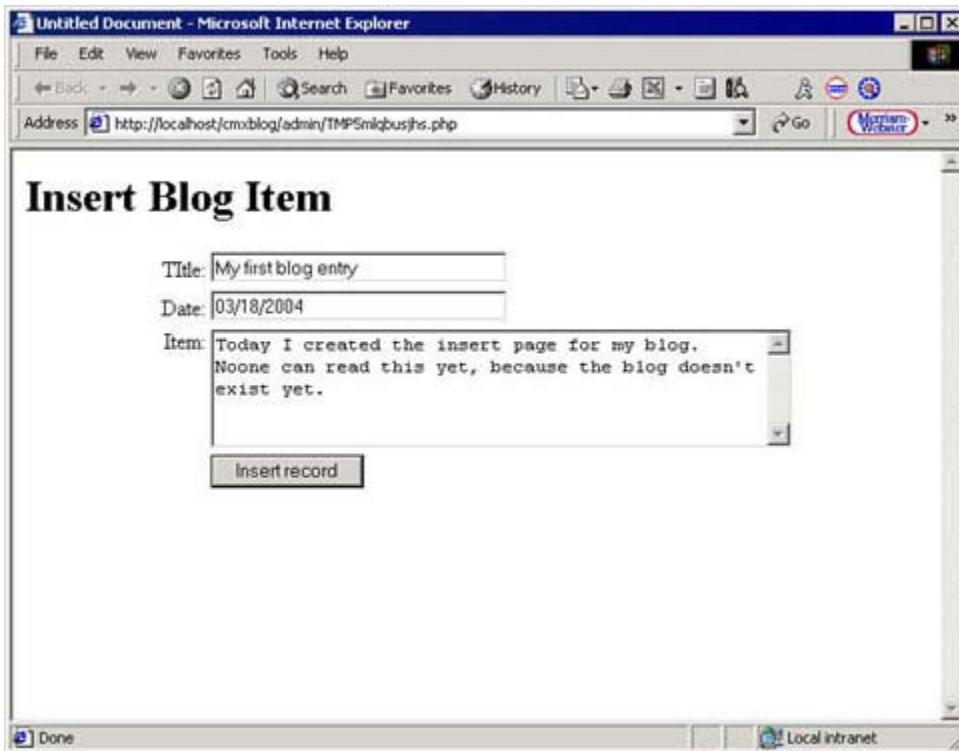 Untitled Document - Microsoft Internet Explorer
File Edit View Favorites Tools Help
Back Search Favorites History
Address http://localhost/cmxblog/admin/TMP5mlqbusjhs.php Go Merriam-Webster
Insert Blog Item
TItle: My first blog entry
Date: 03/18/2004
Item: Today I created the insert page for my blog.
Noone can read this yet, because the blog doesn't
exist yet.
Insert record
Done Local intranet